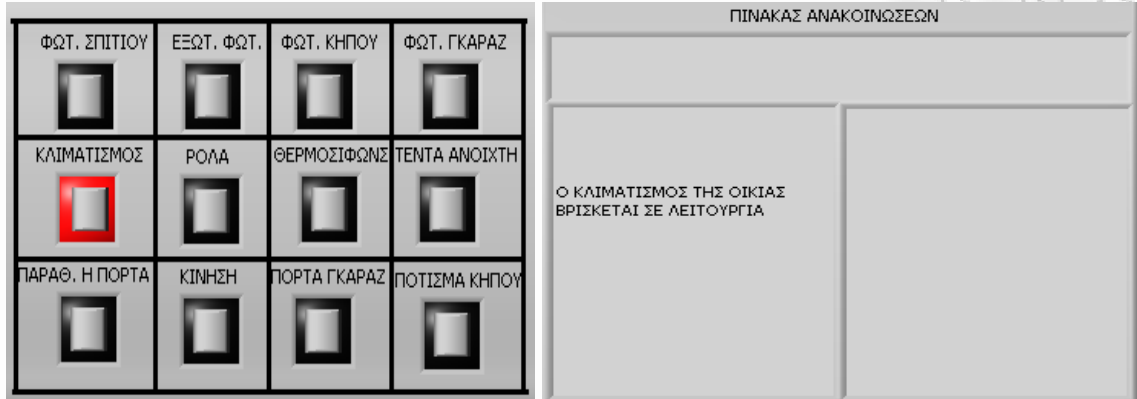 ΦΩΤ. ΣΠΙΤΙΟΥ
ΕΞΩΤ. ΦΩΤ.
ΦΩΤ. ΚΗΠΟΥ
ΦΩΤ. ΓΚΑΡΑΖ
ΚΛΙΜΑΤΙΣΜΟΣ
ΡΟΛΑ
ΘΕΡΜΟΣΙΦΩΝΣ
ΤΕΝΤΑ ΑΝΟΙΧΤΗ
ΠΑΡΑΘ. Η ΠΟΡΤΑ
ΚΙΝΗΣΗ
ΠΟΡΤΑ ΓΚΑΡΑΖ
ΠΟΤΙΣΜΑ ΚΗΠΟΥ
ΠΙΝΑΚΑΣ ΑΝΑΚΟΙΝΩΣΕΩΝ
Ο ΚΛΙΜΑΤΙΣΜΟΣ ΤΗΣ ΟΙΚΙΑΣ
ΒΡΙΣΚΕΤΑΙ ΣΕ ΛΕΙΤΟΥΡΓΙΑ